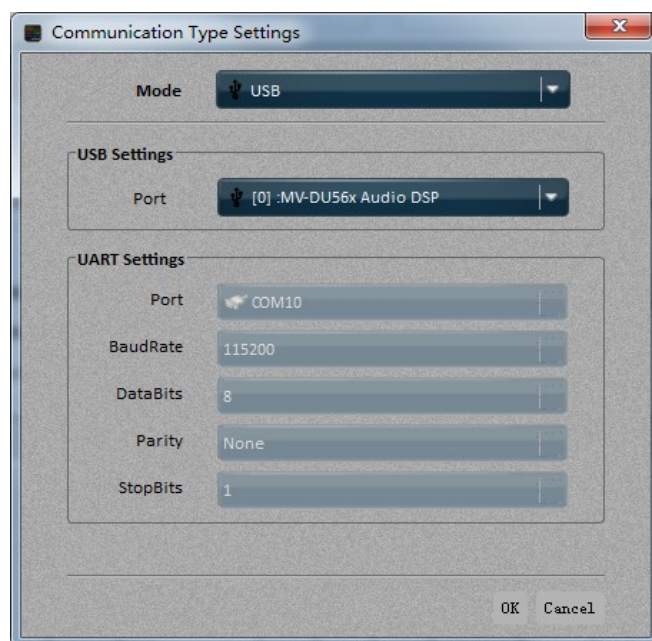 Communication Type Settings
Mode USB
USB Settings
Port [0] :MV-DU56x Audio DSP
UART Settings
Port COM10
BaudRate 115200
DataBits 8
Parity None
StopBits 1
OK Cancel